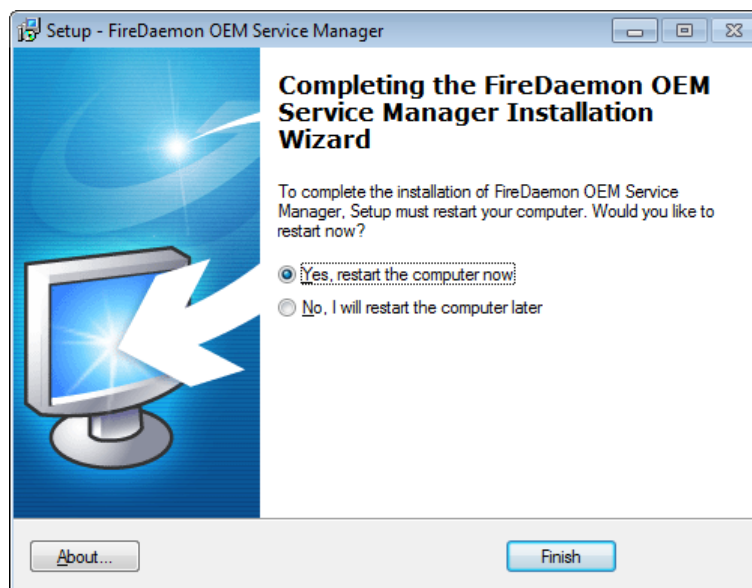 Setup - FireDaemon OEM Service Manager
Completing the FireDaemon OEM
Service Manager Installation
Wizard
To complete the installation of FireDaemon OEM Service
Manager, Setup must restart your computer. Would you like to
restart now?
Yes, restart the computer now
No, I will restart the computer later
About...
Finish